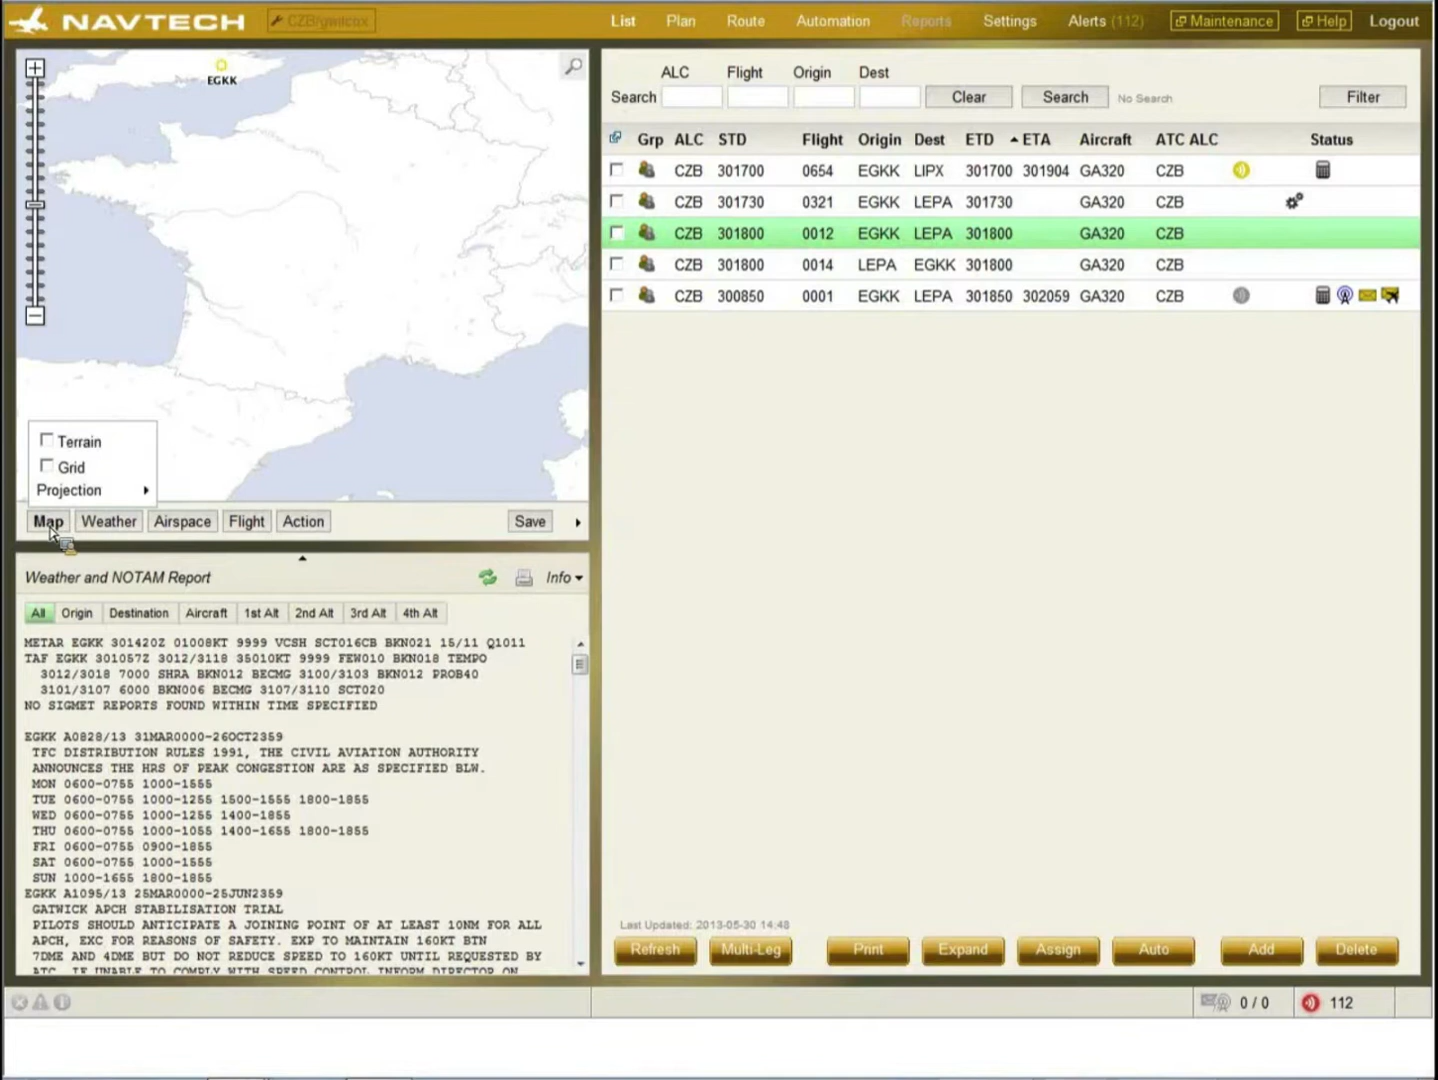 NAVTECH
CZB/gwilcox
List Plan Route Automation Reports Settings Alerts (112) Maintenance Help Logout
EGKK
Terrain
Grid
Projection
Map Weather Airspace Flight Action Save
Weather and NOTAM Report Info
All Origin Destination Aircraft 1st Alt 2nd Alt 3rd Alt 4th Alt
METAR EGKK 301420Z 01008KT 9999 VCSH SCT016CB BKN021 15/11 Q1011
TAF EGKK 301057Z 3012/3118 35010KT 9999 FEW010 BKN018 TEMPO
3012/3018 7000 SHRA BKN012 BECMG 3100/3103 BKN012 PROB40
3101/3107 6000 BKN006 BECMG 3107/3110 SCT020
NO SIGMET REPORTS FOUND WITHIN TIME SPECIFIED
EGKK A0828/13 31MAR0000-26OCT2359
TFC DISTRIBUTION RULES 1991, THE CIVIL AVIATION AUTHORITY
ANNOUNCES THE HRS OF PEAK CONGESTION ARE AS SPECIFIED BLW.
MON 0600-0755 1000-1555
TUE 0600-0755 1000-1255 1500-1555 1800-1855
WED 0600-0755 1000-1255 1400-1855
THU 0600-0755 1000-1055 1400-1655 1800-1855
FRI 0600-0755 0900-1855
SAT 0600-0755 1000-1555
SUN 1000-1655 1800-1855
EGKK A1095/13 25MAR0000-25JUN2359
GATWICK APCH STABILISATION TRIAL
PILOTS SHOULD ANTICIPATE A JOINING POINT OF AT LEAST 10NM FOR ALL
APCH, EXC FOR REASONS OF SAFETY. EXP TO MAINTAIN 160KT BTN
7DME AND 4DME BUT DO NOT REDUCE SPEED TO 160KT UNTIL REQUESTED BY
ATC. IF UNABLE TO COMPLY WITH SPEED CONTROL INFORM DIRECTOR ON
ALC Flight Origin Dest
Search Clear Search No Search Filter
Grp ALC STD Flight Origin Dest ETD ETA Aircraft ATC ALC Status
CZB 301700 0654 EGKK LIPX 301700 301904 GA320 CZB
CZB 301730 0321 EGKK LEPA 301730 GA320 CZB
CZB 301800 0012 EGKK LEPA 301800 GA320 CZB
CZB 301800 0014 LEPA EGKK 301800 GA320 CZB
CZB 300850 0001 EGKK LEPA 301850 302059 GA320 CZB
Last Updated: 2013-05-30 14:48
Refresh Multi-Leg Print Expand Assign Auto Add Delete
0 / 0 112